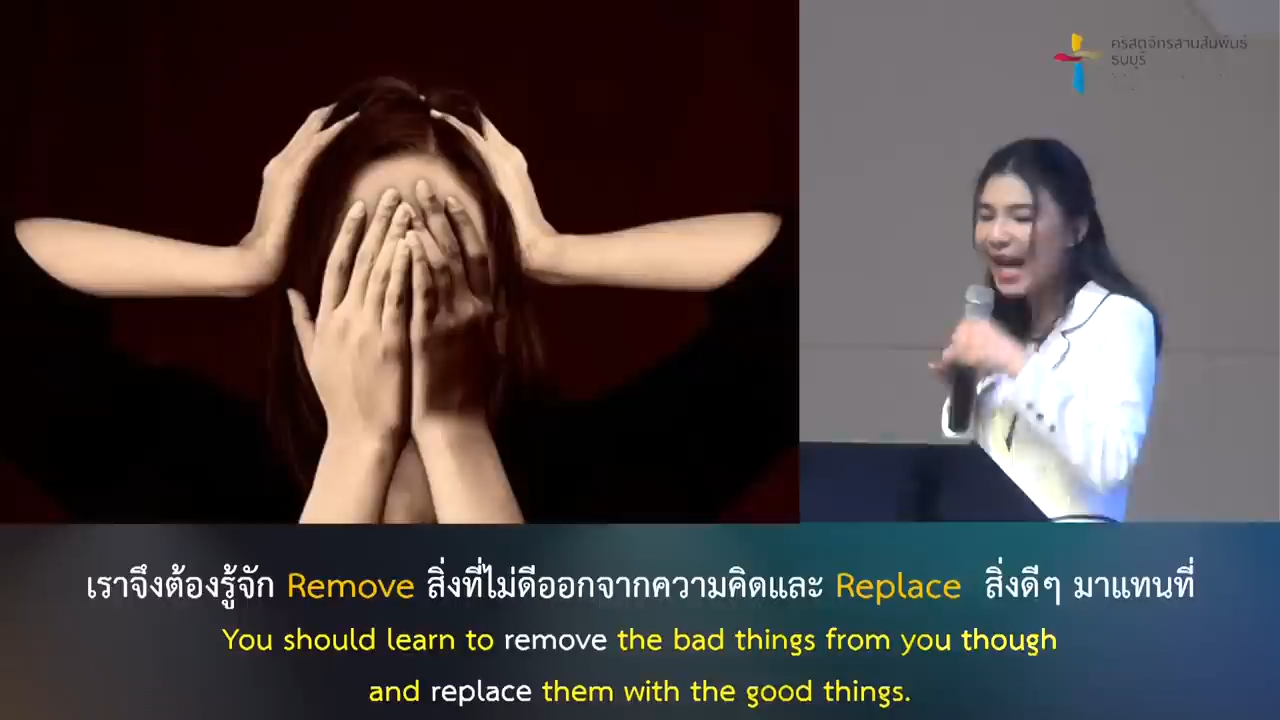 คริสตจักรสานสัมพันธ์
ธนบุรี
เราจึงต้องรู้จัก Remove สิ่งที่ไม่ดีออกจากความคิดและ Replace สิ่งดีๆ มาแทนที่
You should learn to remove the bad things from you though
and replace them with the good things.